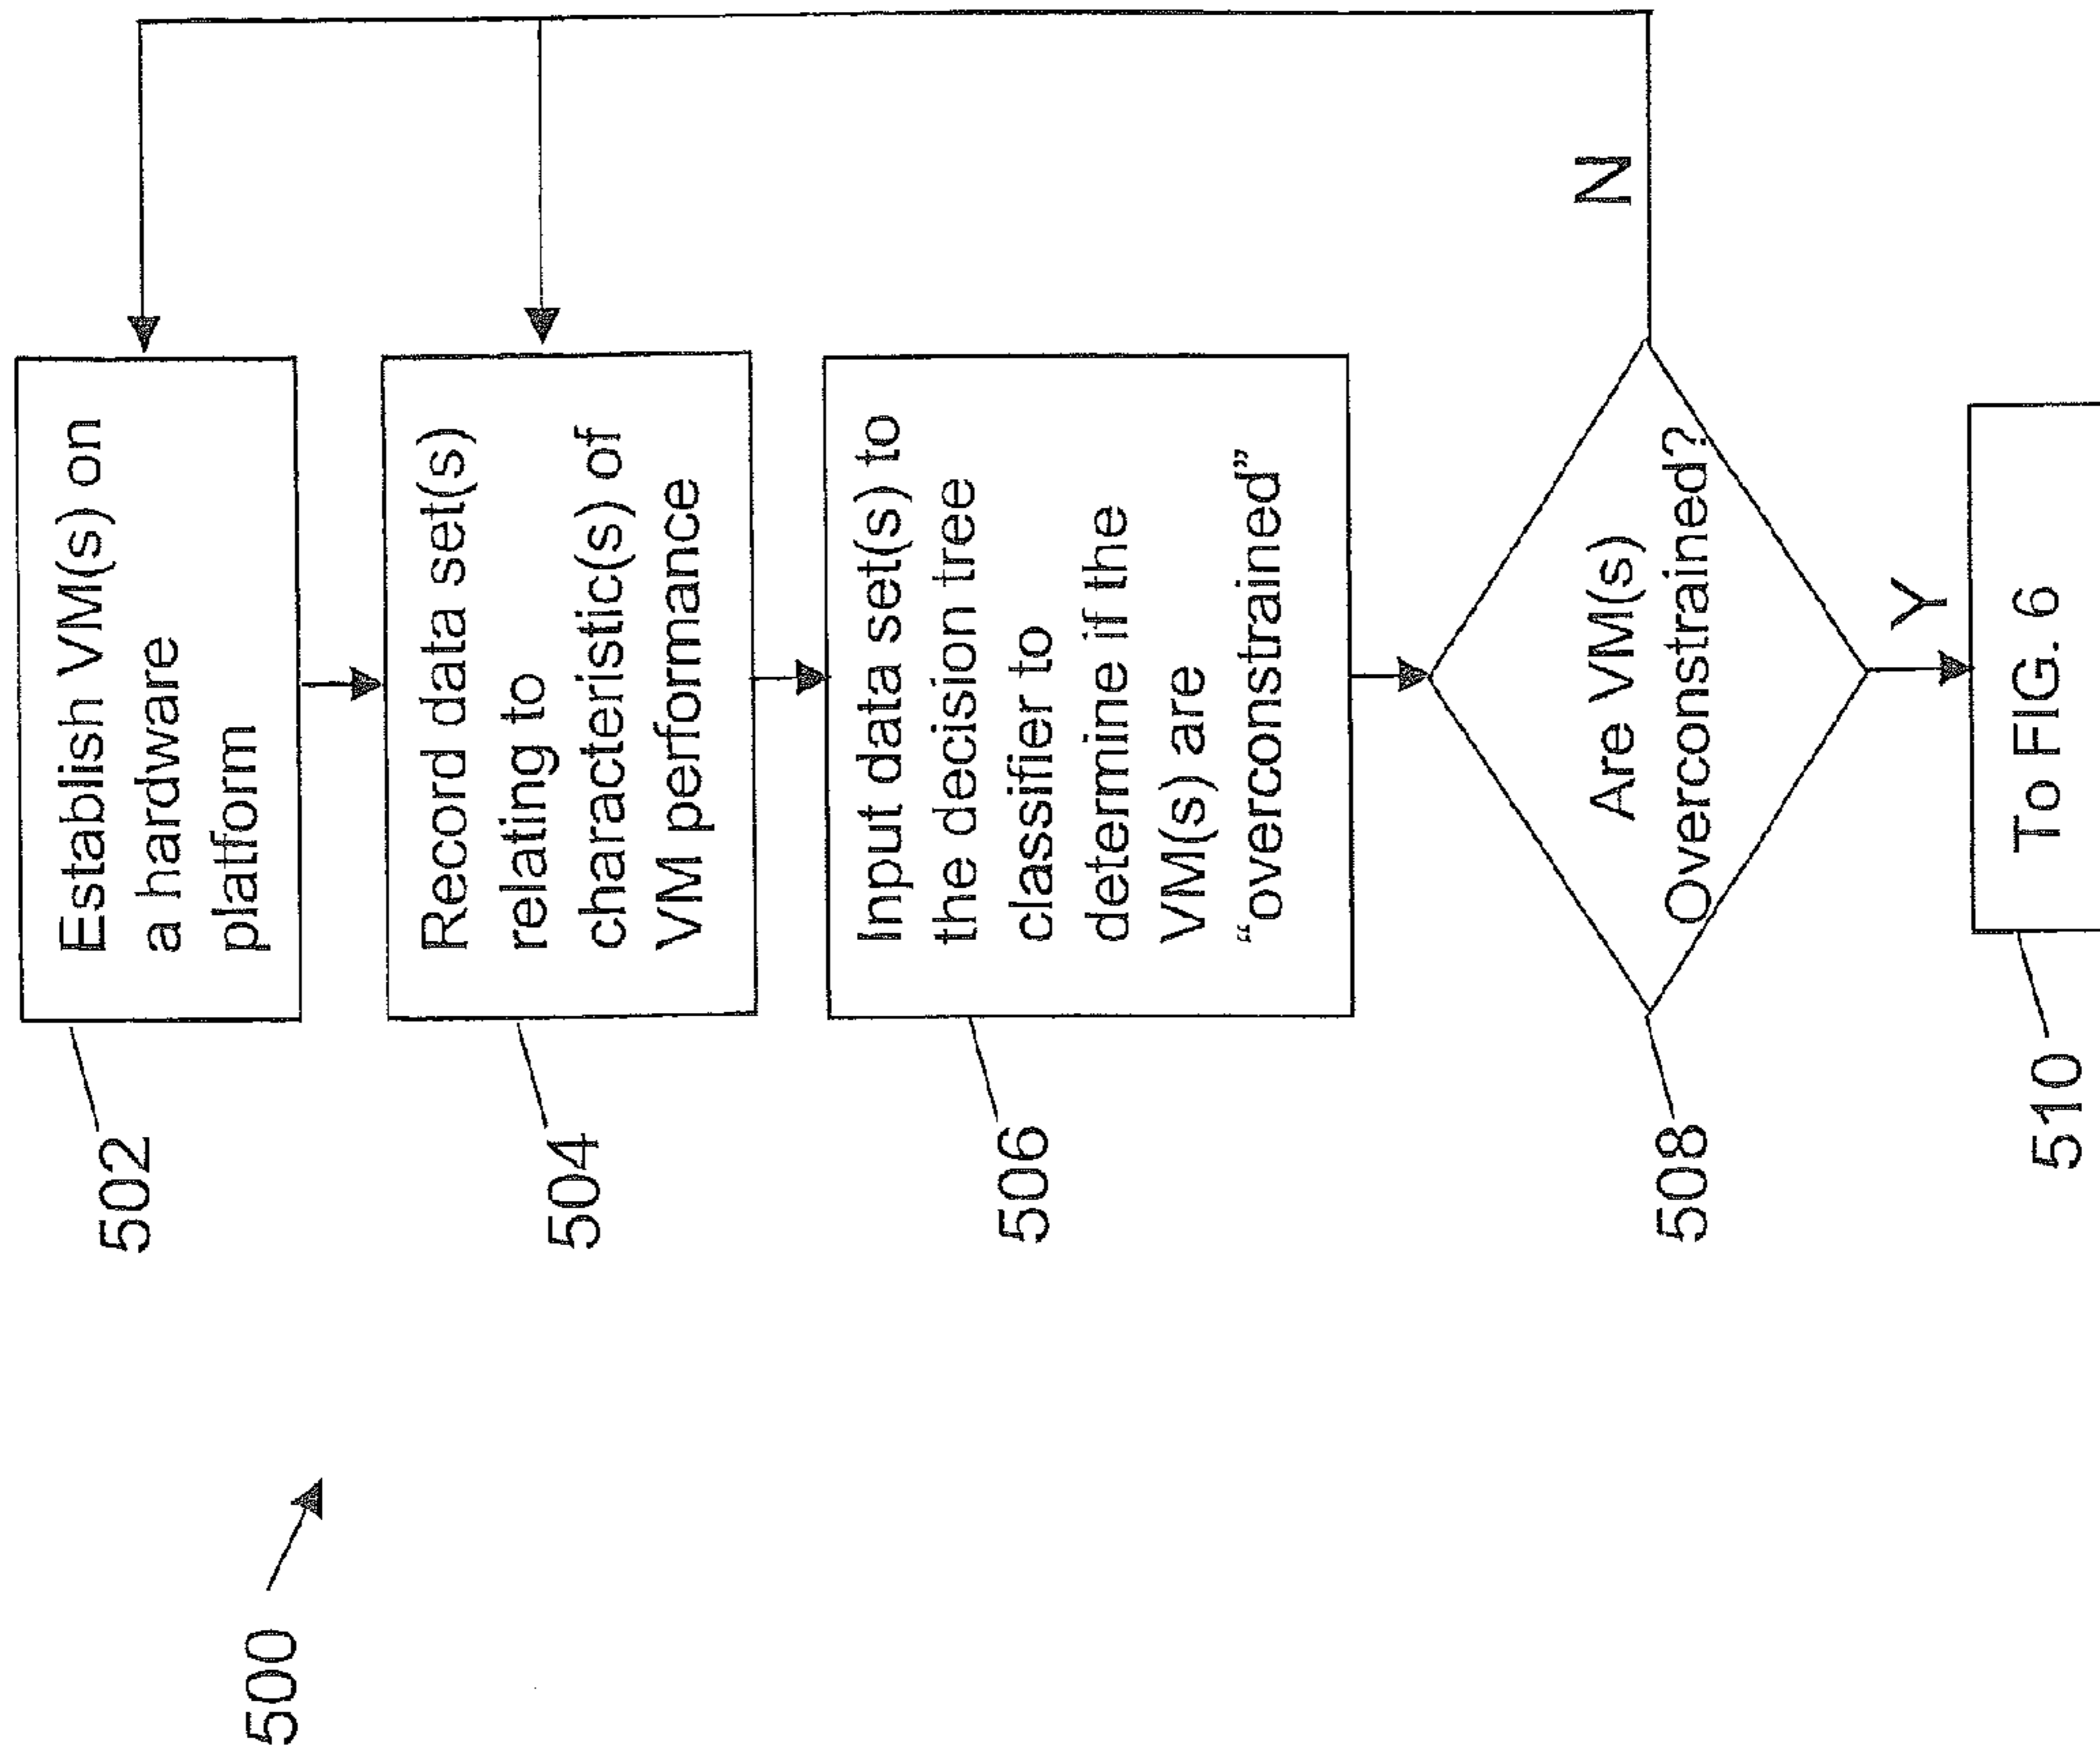 500
502
Establish VM(s) on
a hardware
platform
504
Record data set(s)
relating to
characteristic(s) of
VM performance
506
Input data set(s) to
the decision tree
classifier to
determine if the
VM(s) are
“overconstrained”
508
Are VM(s)
Overconstrained?
N
Y
510
To FIG. 6